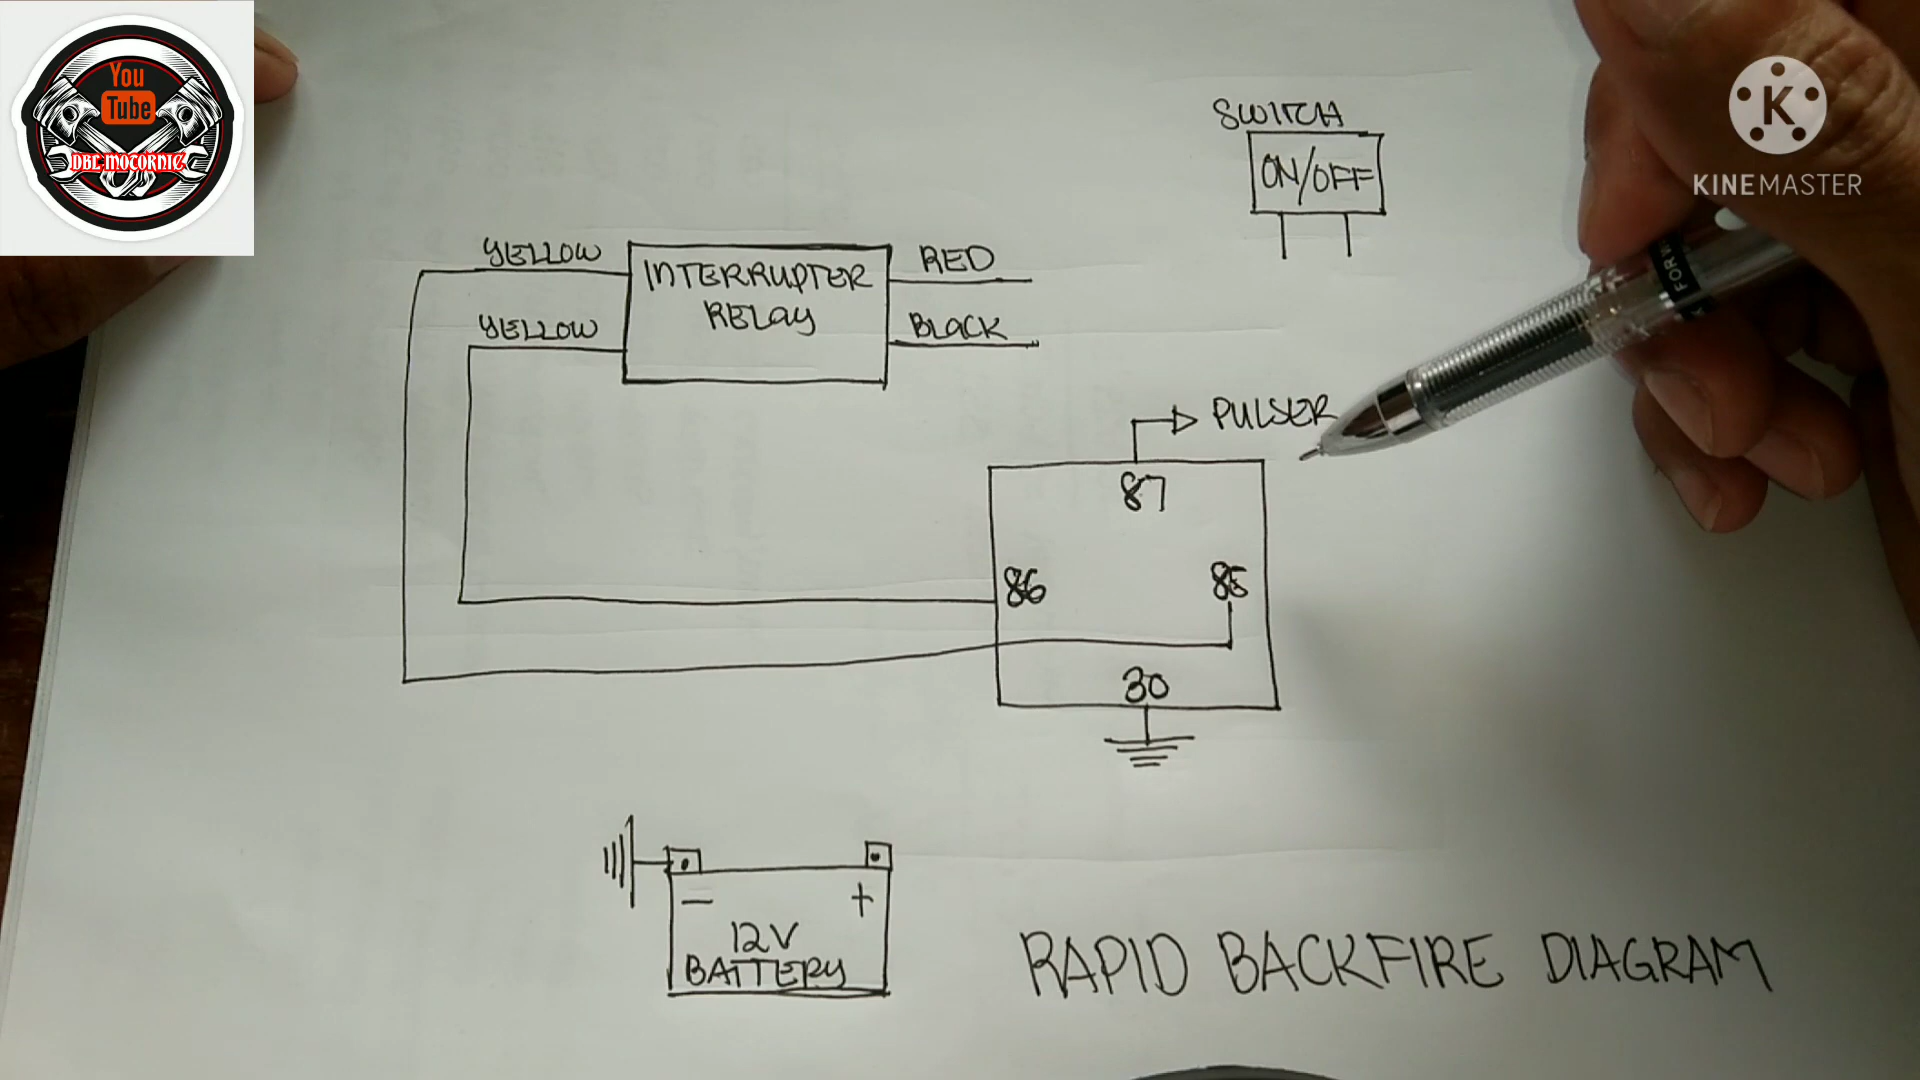 You
Tube
DBL MOTORNIC
K
KINEMASTER
SWITCH
ON/OFF
YELLOW
INTERRUPTER
RELAY
RED
YELLOW
BLACK
PULSER
87
86
85
30
-
+
12V
BATTERY
RAPID BACKFIRE DIAGRAM